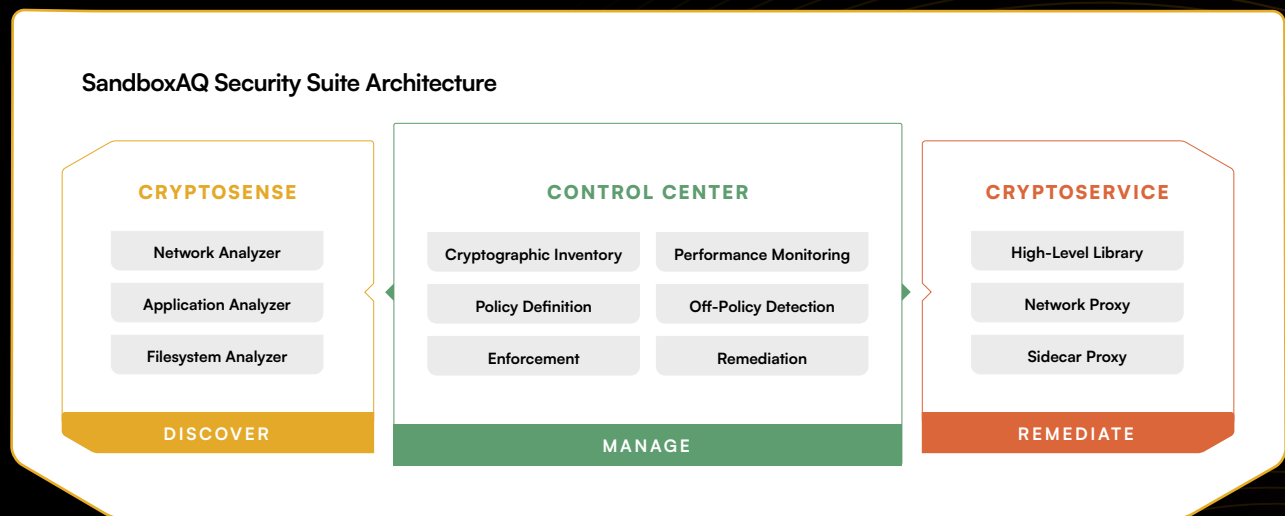 SandboxAQ Security Suite Architecture
CRYPTOSENSE
Network Analyzer
Application Analyzer
Filesystem Analyzer
DISCOVER
CONTROL CENTER
Cryptographic Inventory
Performance Monitoring
Policy Definition
Off-Policy Detection
Enforcement
Remediation
MANAGE
CRYPTOSERVICE
High-Level Library
Network Proxy
Sidecar Proxy
REMEDIATE